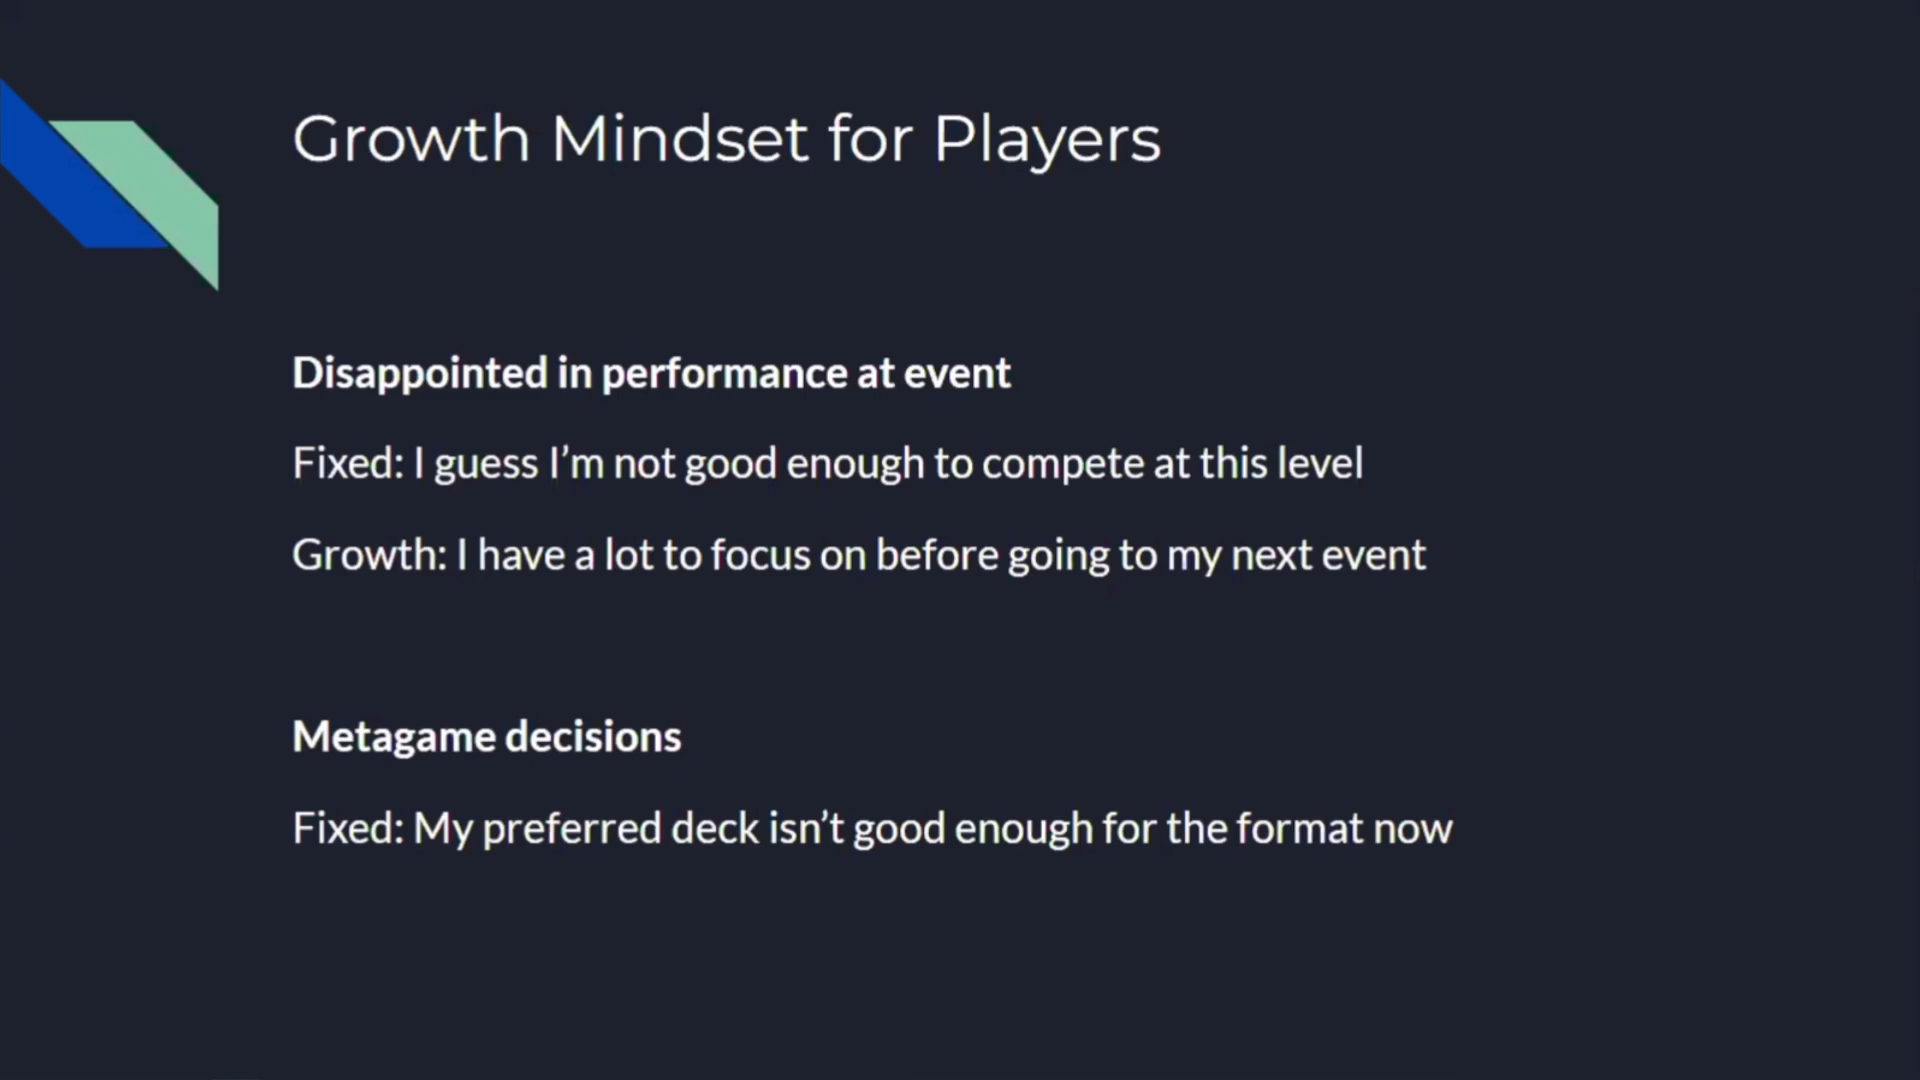 Growth Mindset for Players
Disappointed in performance at event
Fixed: I guess I’m not good enough to compete at this level
Growth: I have a lot to focus on before going to my next event
Metagame decisions
Fixed: My preferred deck isn’t good enough for the format now